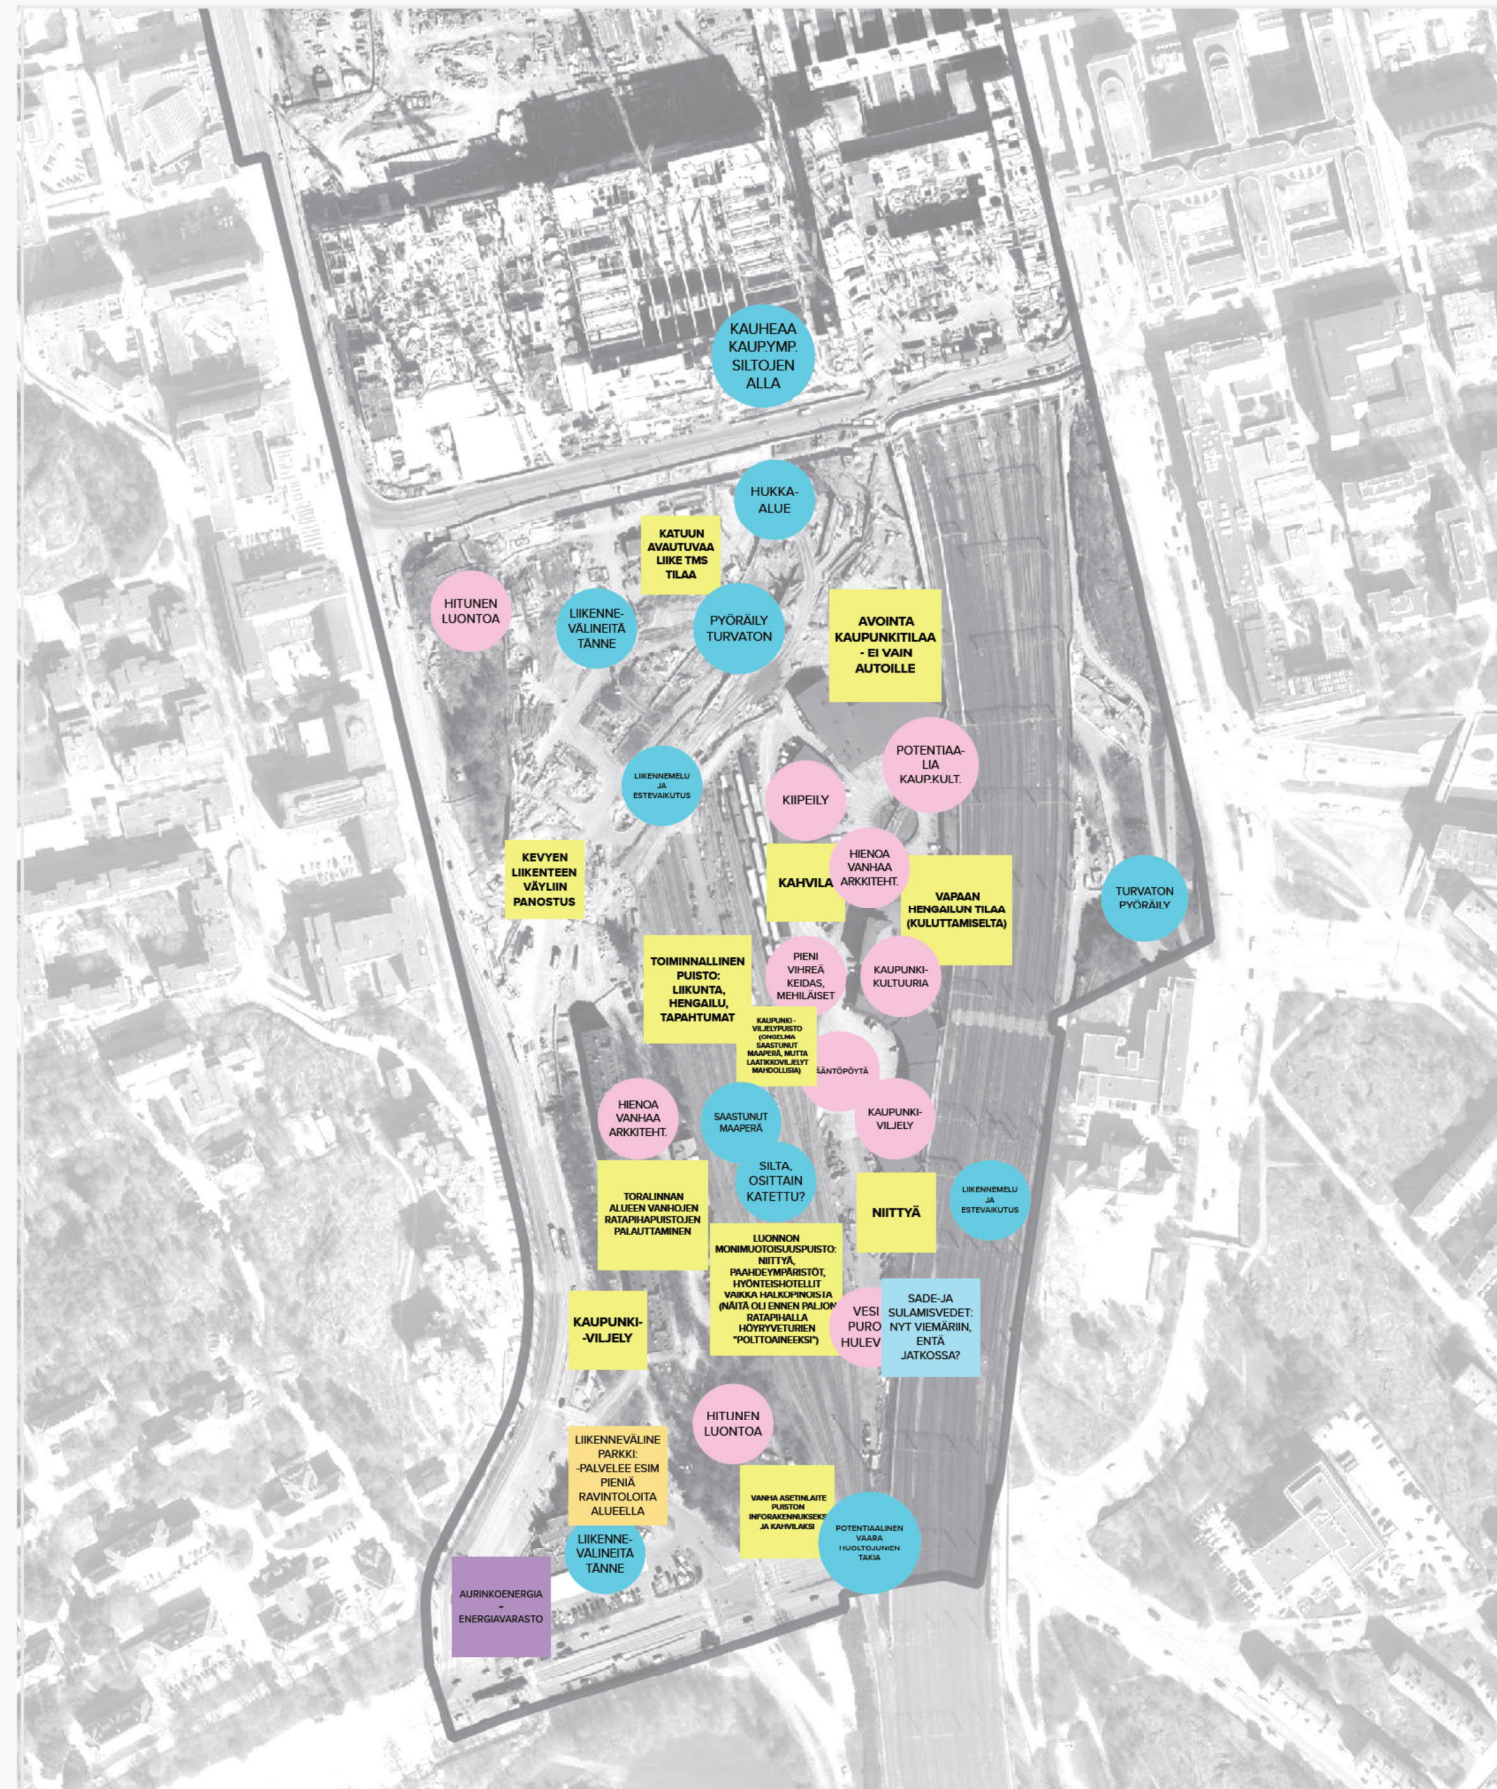 KAUHEAA
KAUP.YMP.
SILTOJEN
ALLA
HUKKA-
ALUE
KATUUN
AVAUTUVAA
LIIKE TMS
TILAA
HITUNEN
LUONTOA
LIIKENNE-
VÄLINEITÄ
TÄNNE
PYÖRÄILY
TURVATON
AVOINTA
KAUPUNKITILAA
- EI VAIN
AUTOILLE
POTENTIAA-
LIA
KAUP.KULT.
LIIKENNEMELU
JA
ESTEVAIKUTUS
KIIPEILY
KEVYEN
LIIKENTEEN
VÄYLIIN
PANOSTUS
KAHVILA
HIENOA
VANHAA
ARKKITEHT.
VAPAAN
HENGAILUN TILAA
(KULUTTAMISELTA)
TURVATON
PYÖRÄILY
TOIMINNALLINEN
PUISTO:
LIIKUNTA,
HENGAILU,
TAPAHTUMAT
PIENI
VIHREÄ
KEIDAS,
MEHILÄISET
KAUPUNKI-
KULTUURIA
KAUPUNKI -
VILJELYPUISTO
(ONGELMA
SAASTUNUT
MAAPERÄ, MUTTA
LAATIKKOVILJELYT
MAHDOLLISIA)
ÄÄNTÖPÖYTÄ
HIENOA
VANHAA
ARKKITEHT.
SAASTUNUT
MAAPERÄ
KAUPUNKI-
VILJELY
SILTA,
OSITTAIN
KATETTU?
TORALINNAN
ALUEEN VANHOJEN
RATAPIHAPUISTOJEN
PALAUTTAMINEN
NIITTYÄ
LIIKENNEMELU
JA
ESTEVAIKUTUS
LUONNON
MONIMUOTOISUUSPUISTO:
NIITTYÄ,
PAAHDEYMPÄRISTÖT,
HYÖNTEISHOTELLIT
VAIKKA HALKOPINOISTA
(NÄITÄ OLI ENNEN PALJON
RATAPIHALLA
HÖYRYVETURIEN
"POLTTOAINEEKSI")
KAUPUNKI-
-VILJELY
VESI
PURO
HULEV
SADE-JA
SULAMISVEDET:
NYT VIEMÄRIIN,
ENTÄ
JATKOSSA?
HITUNEN
LUONTOA
LIIKENNEVÄLINE
PARKKI:
-PALVELEE ESIM
PIENIÄ
RAVINTOLOITA
ALUEELLA
VANHA ASETINLAITE
PUISTON
INFORAKENNUKSEKS
JA KAHVILAKSI
POTENTIAALINEN
VAARA
HUOLTOJUNIEN
TAKIA
LIIKENNE-
VÄLINEITÄ
TÄNNE
AURINKOENERGIA
-
ENERGIAVARASTO